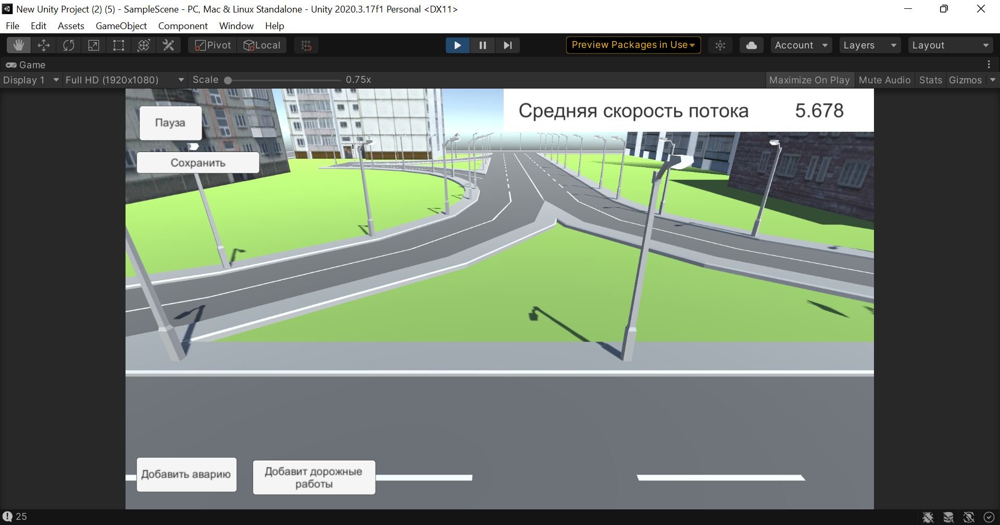 New Unity Project (2) (5) - SampleScene - PC, Mac & Linux Standalone - Unity 2020.3.17f1 Personal <DX11>
File Edit Assets GameObject Component Window Help
Pivot Local Preview Packages in Use Account Layers Layout
Game
Display 1 Full HD (1920x1080) Scale 0.75x Maximize On Play Mute Audio Stats Gizmos
Средняя скорость потока 5.678
Пауза
Сохранить
Добавить аварию
Добавит дорожные
работы
25